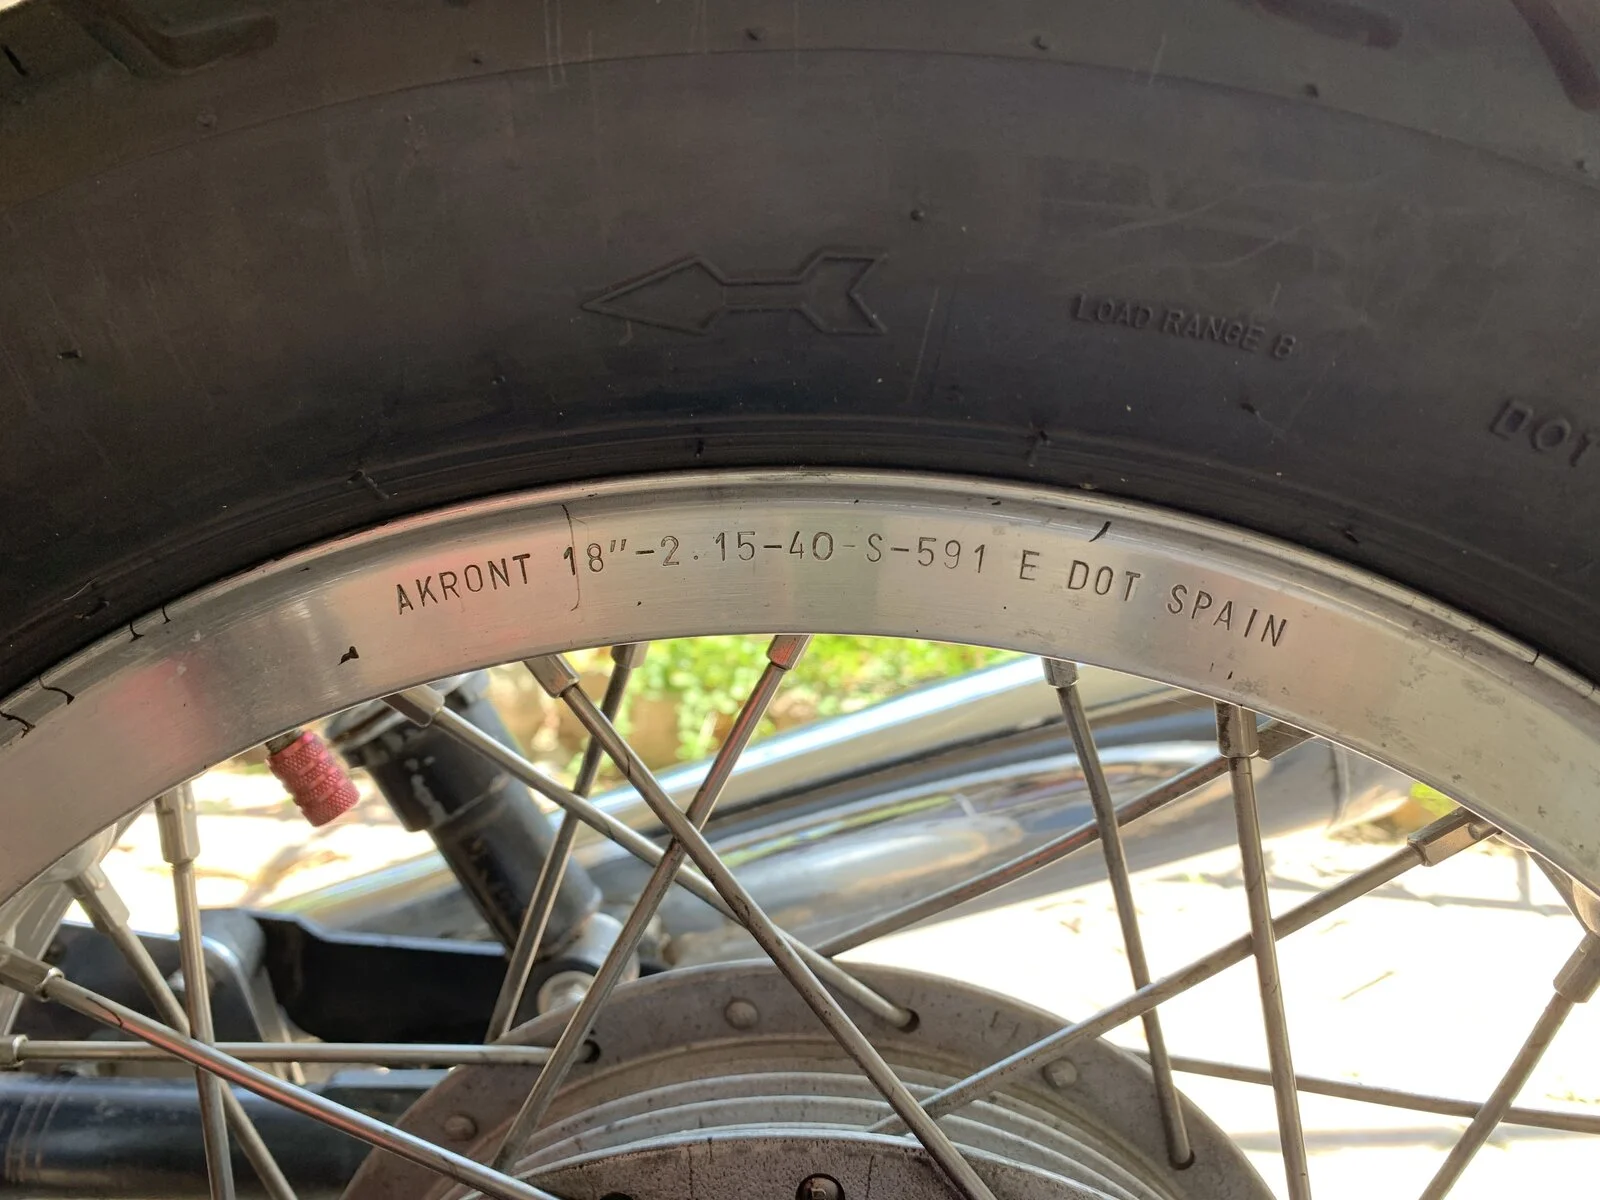 LOAD RANGE B
DOT
AKRONT 18"-2.15-40-S-591 E DOT SPAIN